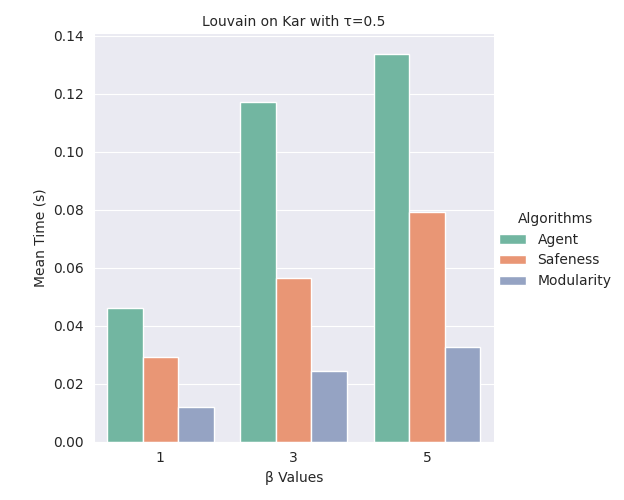 Louvain on Kar with τ=0.5
0.14
0.12
0.10
0.08
0.06
0.04
0.02
0.00
Mean Time (s)
1 3 5
β Values
Algorithms
Agent
Safeness
Modularity